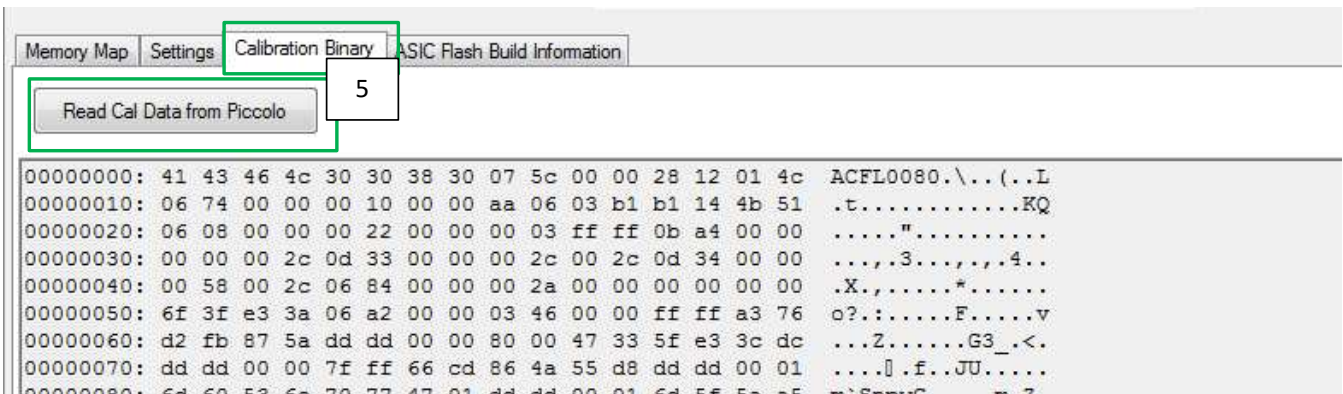 Memory Map Settings Calibration Binary ASIC Flash Build Information
5
Read Cal Data from Piccolo
00000000: 41 43 46 4c 30 30 38 30 07 5c 00 00 28 12 01 4c ACFL0080.\..(..L
00000010: 06 74 00 00 00 10 00 00 aa 06 03 b1 b1 14 4b 51 .t............KQ
00000020: 06 08 00 00 00 22 00 00 00 03 ff ff 0b a4 00 00 ....."..........
00000030: 00 00 00 2c 0d 33 00 00 00 2c 00 2c 0d 34 00 00 ...,.3...,.,.4..
00000040: 00 58 00 2c 06 84 00 00 00 2a 00 00 00 00 00 00 .X.,.....*......
00000050: 6f 3f e3 3a 06 a2 00 00 03 46 00 00 ff ff a3 76 o?.:.....F.....v
00000060: d2 fb 87 5a dd dd 00 00 80 00 47 33 5f e3 3c dc ...Z......G3_.<.
00000070: dd dd 00 00 7f ff 66 cd 86 4a 55 d8 dd dd 00 01 ....▯.f..JU.....